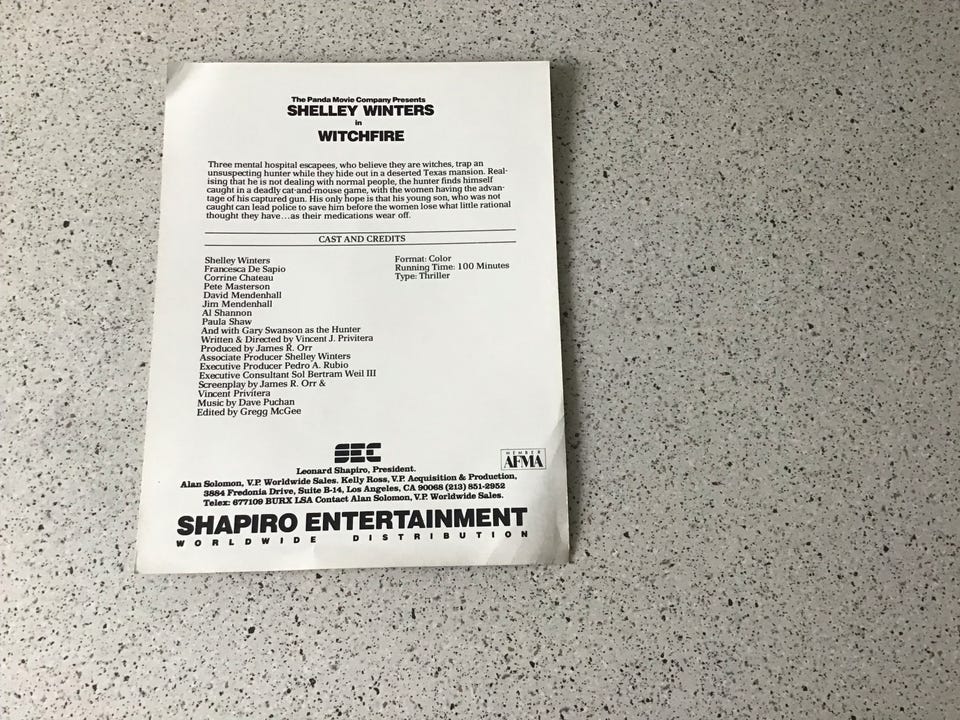 The Panda Movie Company Presents
SHELLEY WINTERS
in
WITCHFIRE
Three mental hospital escapees, who believe they are witches, trap an
unsuspecting hunter while they hide out in a deserted Texas mansion. Real-
ising that he is not dealing with normal people, the hunter finds himself
caught in a deadly cat-and-mouse game, with the women having the advan-
tage of his captured gun. His only hope is that his young son, who was not
caught can lead police to save him before the women lose what little rational
thought they have...as their medications wear off.
CAST AND CREDITS
Shelley Winters
Francesca De Sapio
Corrine Chateau
Pete Masterson
David Mendenhall
Jim Mendenhall
Al Shannon
Paula Shaw
And with Gary Swanson as the Hunter
Written & Directed by Vincent J. Privitera
Produced by James R. Orr
Associate Producer Shelley Winters
Executive Producer Pedro A. Rubio
Executive Consultant Sol Bertram Weil III
Screenplay by James R. Orr &
Vincent Privitera
Music by Dave Puchan
Edited by Gregg McGee
Format: Color
Running Time: 100 Minutes
Type: Thriller
SEC
MEMBER
AFMA
Leonard Shapiro, President.
Alan Solomon, V.P. Worldwide Sales. Kelly Ross, V.P. Acquisition & Production,
3884 Fredonia Drive, Suite B-14, Los Angeles, CA 90068 (213) 851-2952
Telex: 677109 BURX LSA Contact Alan Solomon, V.P. Worldwide Sales.
SHAPIRO ENTERTAINMENT
WORLDWIDE DISTRIBUTION